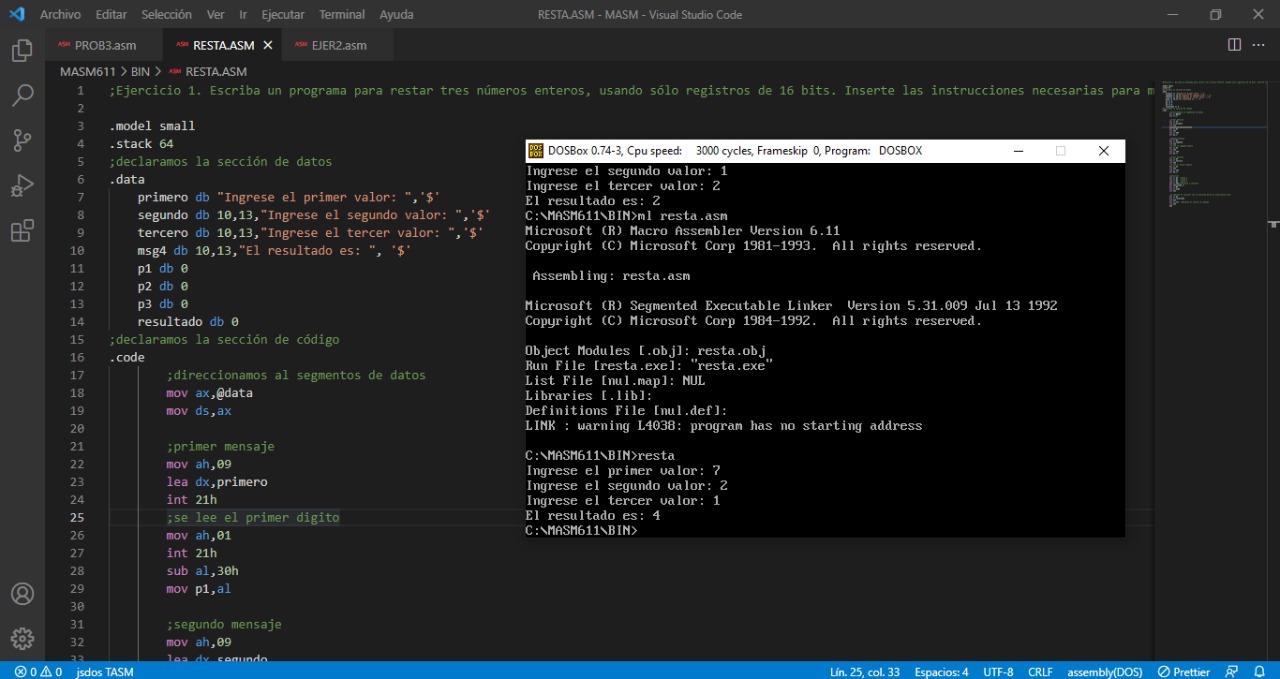 Archivo Editar Selección Ver Ir Ejecutar Terminal Ayuda RESTA.ASM - MASM - Visual Studio Code
ASM PROB3.asm ASM RESTA.ASM ASM EJER2.asm
MASM611 > BIN > ASM RESTA.ASM
1 ;Ejercicio 1. Escriba un programa para restar tres números enteros, usando sólo registros de 16 bits. Inserte las instrucciones necesarias para m
2
3 .model small
4 .stack 64
5 ;declaramos la sección de datos
6 .data
7 primero db "Ingrese el primer valor: ",'$'
8 segundo db 10,13,"Ingrese el segundo valor: ",'$'
9 tercero db 10,13,"Ingrese el tercer valor: ",'$'
10 msg4 db 10,13,"El resultado es: ", '$'
11 p1 db 0
12 p2 db 0
13 p3 db 0
14 resultado db 0
15 ;declaramos la sección de código
16 .code
17 ;direccionamos al segmentos de datos
18 mov ax,@data
19 mov ds,ax
20
21 ;primer mensaje
22 mov ah,09
23 lea dx,primero
24 int 21h
25 ;se lee el primer digito
26 mov ah,01
27 int 21h
28 sub al,30h
29 mov p1,al
30
31 ;segundo mensaje
32 mov ah,09
33 lea dx,segundo
DOSBox 0.74-3, Cpu speed: 3000 cycles, Frameskip 0, Program: DOSBOX
Ingrese el segundo valor: 1
Ingrese el tercer valor: 2
El resultado es: 2
C:\MASM611\BIN>ml resta.asm
Microsoft (R) Macro Assembler Version 6.11
Copyright (C) Microsoft Corp 1981-1993. All rights reserved.
Assembling: resta.asm
Microsoft (R) Segmented Executable Linker Version 5.31.009 Jul 13 1992
Copyright (C) Microsoft Corp 1984-1992. All rights reserved.
Object Modules [.obj]: resta.obj
Run File [resta.exe]: "resta.exe"
List File [nul.map]: NUL
Libraries [.lib]:
Definitions File [nul.def]:
LINK : warning L4038: program has no starting address
C:\MASM611\BIN>resta
Ingrese el primer valor: 7
Ingrese el segundo valor: 2
Ingrese el tercer valor: 1
El resultado es: 4
C:\MASM611\BIN>
0 0 jsdos TASM Lín. 25, col. 33 Espacios: 4 UTF-8 CRLF assembly(DOS) Prettier